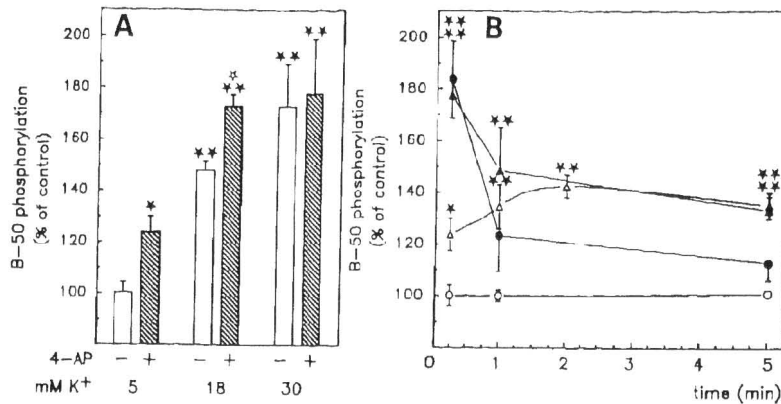 A
B-50 phosphorylation
(% of control)
200
180
160
140
120
100
4-AP
- + - + - +
mM K+
5 18 30
B
B-50 phosphorylation
(% of control)
200
180
160
140
120
100
0 1 2 3 4 5
time (min)